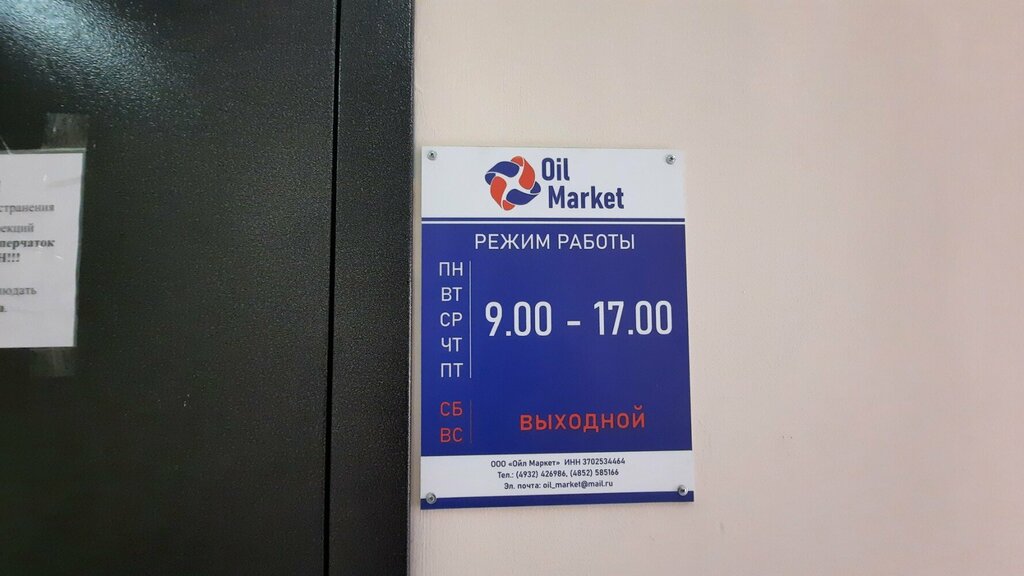 странения
екций
перчаток
Н!!!
людать
Oil
Market
РЕЖИМ РАБОТЫ
ПН
ВТ
СР
ЧТ
ПТ
9.00 - 17.00
СБ
ВС
ВЫХОДНОЙ
ООО «Ойл Маркет» ИНН 3702534464
Тел.: (4932) 426986, (4852) 585166
Эл. почта: oil_market@mail.ru